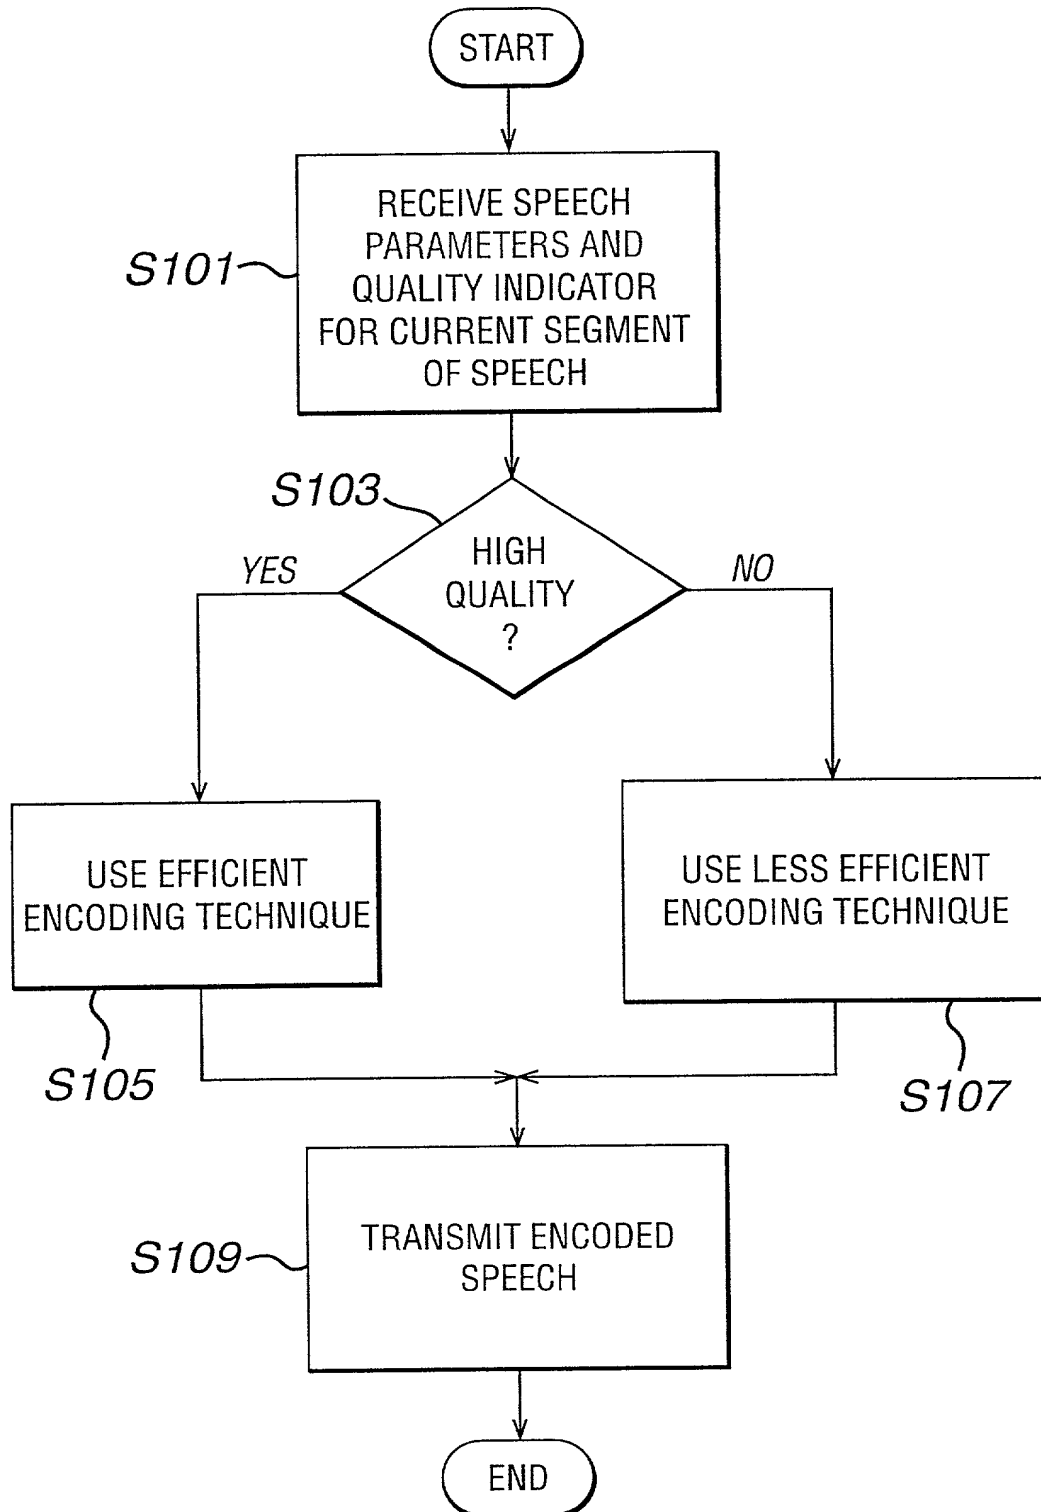 START
RECEIVE SPEECH
PARAMETERS AND
QUALITY INDICATOR
FOR CURRENT SEGMENT
OF SPEECH
S101
S103
HIGH
QUALITY
?
YES
NO
USE EFFICIENT
ENCODING TECHNIQUE
USE LESS EFFICIENT
ENCODING TECHNIQUE
S105
S107
TRANSMIT ENCODED
SPEECH
S109
END